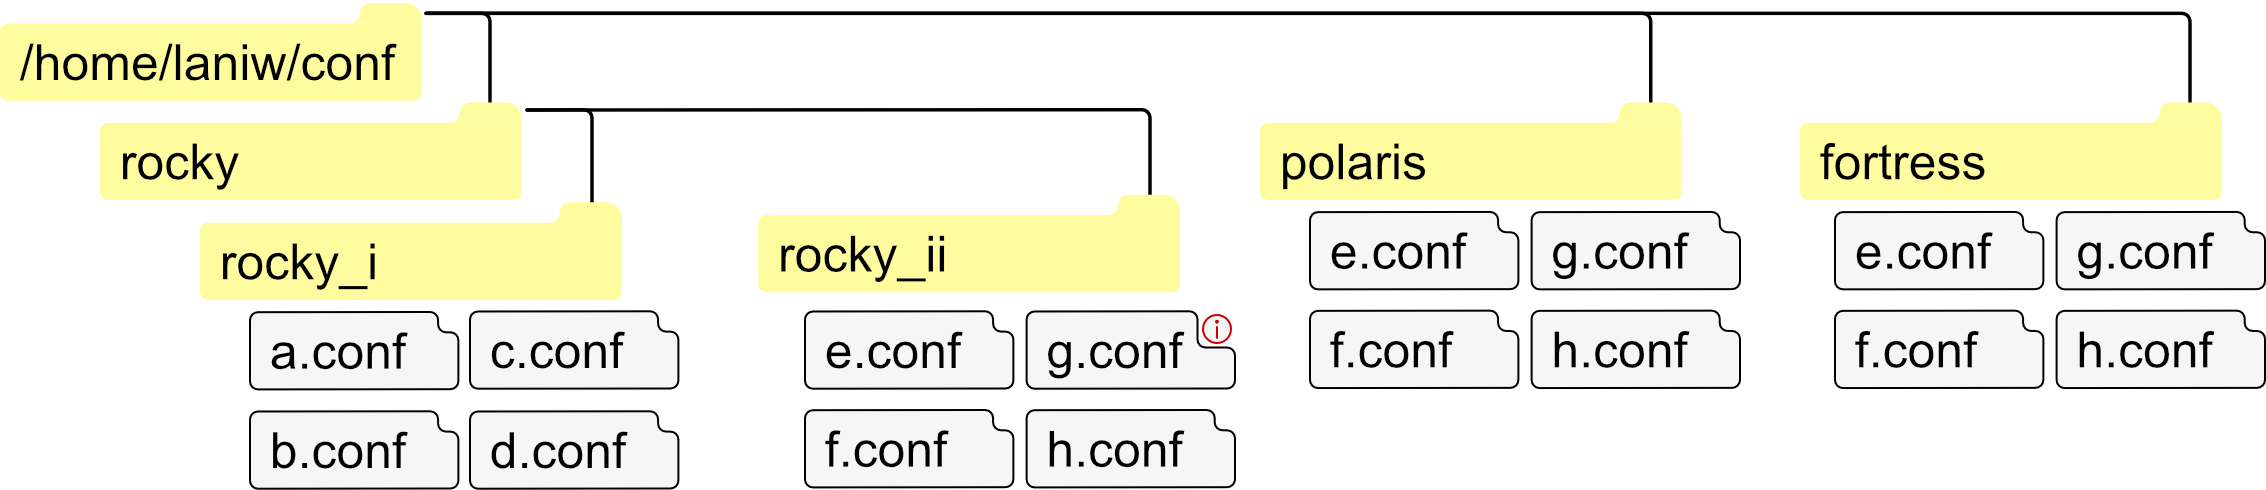 /home/laniw/conf
rocky
polaris
fortress
rocky_i
rocky_ii
e.conf
g.conf
e.conf
g.conf
a.conf
c.conf
e.conf
g.conf
f.conf
h.conf
f.conf
h.conf
b.conf
d.conf
f.conf
h.conf